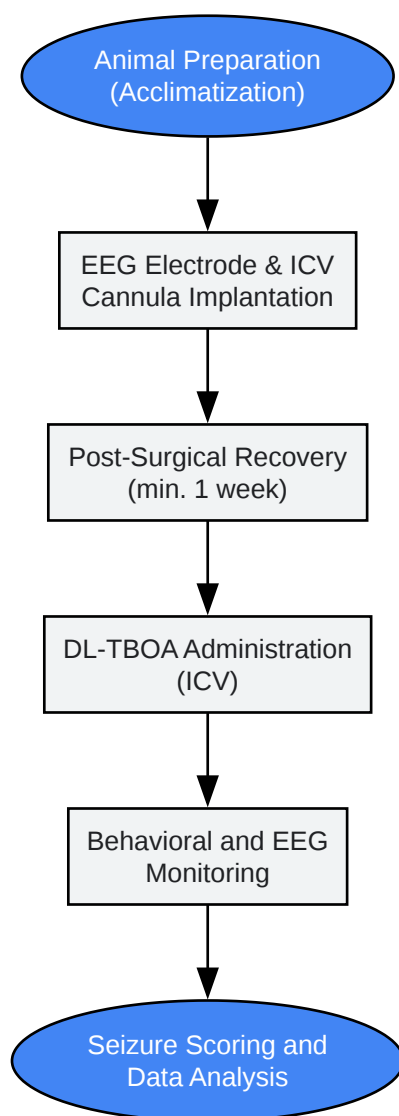 Animal Preparation
(Acclimatization)
EEG Electrode & ICV
Cannula Implantation
Post-Surgical Recovery
(min. 1 week)
DL-TBOA Administration
(ICV)
Behavioral and EEG
Monitoring
Seizure Scoring and
Data Analysis